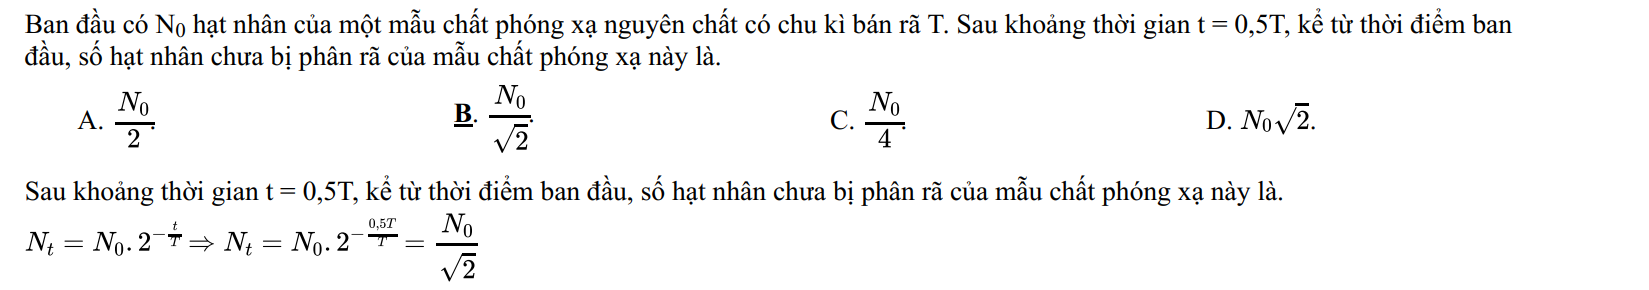 Ban đầu có N₀ hạt nhân của một mẫu chất phóng xạ nguyên chất có chu kì bán rã T. Sau khoảng thời gian t = 0,5T, kể từ thời điểm ban
đầu, số hạt nhân chưa bị phân rã của mẫu chất phóng xạ này là.
A. \frac{N_0}{2}. B. \frac{N_0}{\sqrt{2}}. C. \frac{N_0}{4}. D. N_0\sqrt{2}.
Sau khoảng thời gian t = 0,5T, kể từ thời điểm ban đầu, số hạt nhân chưa bị phân rã của mẫu chất phóng xạ này là.
N_t = N_0. 2^{-\frac{t}{T}} ⇒ N_t = N_0. 2^{-\frac{0,5T}{T}} = \frac{N_0}{\sqrt{2}}